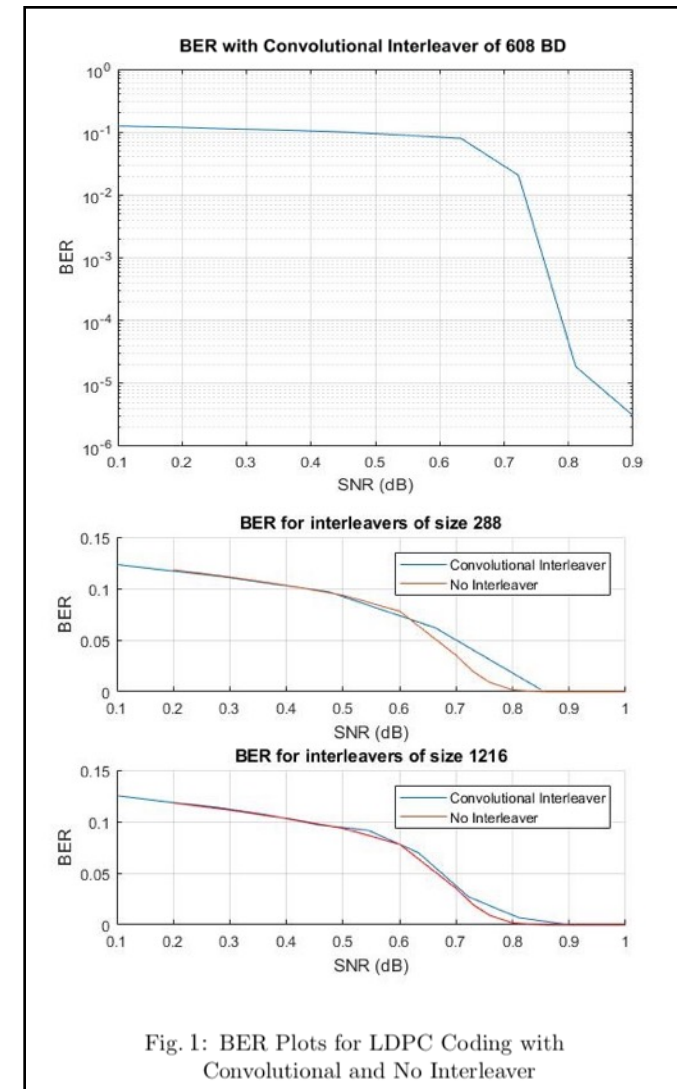 BER with Convolutional Interleaver of 608 BD
10^0
10^-1
10^-2
10^-3
10^-4
10^-5
10^-6
BER
0.1 0.2 0.3 0.4 0.5 0.6 0.7 0.8 0.9
SNR (dB)
BER for interleavers of size 288
0.15
0.1
0.05
0
BER
Convolutional Interleaver
No Interleaver
0.1 0.2 0.3 0.4 0.5 0.6 0.7 0.8 0.9 1
SNR (dB)
BER for interleavers of size 1216
0.15
0.1
0.05
0
BER
Convolutional Interleaver
No Interleaver
0.1 0.2 0.3 0.4 0.5 0.6 0.7 0.8 0.9 1
SNR (dB)
Fig. 1: BER Plots for LDPC Coding with
Convolutional and No Interleaver